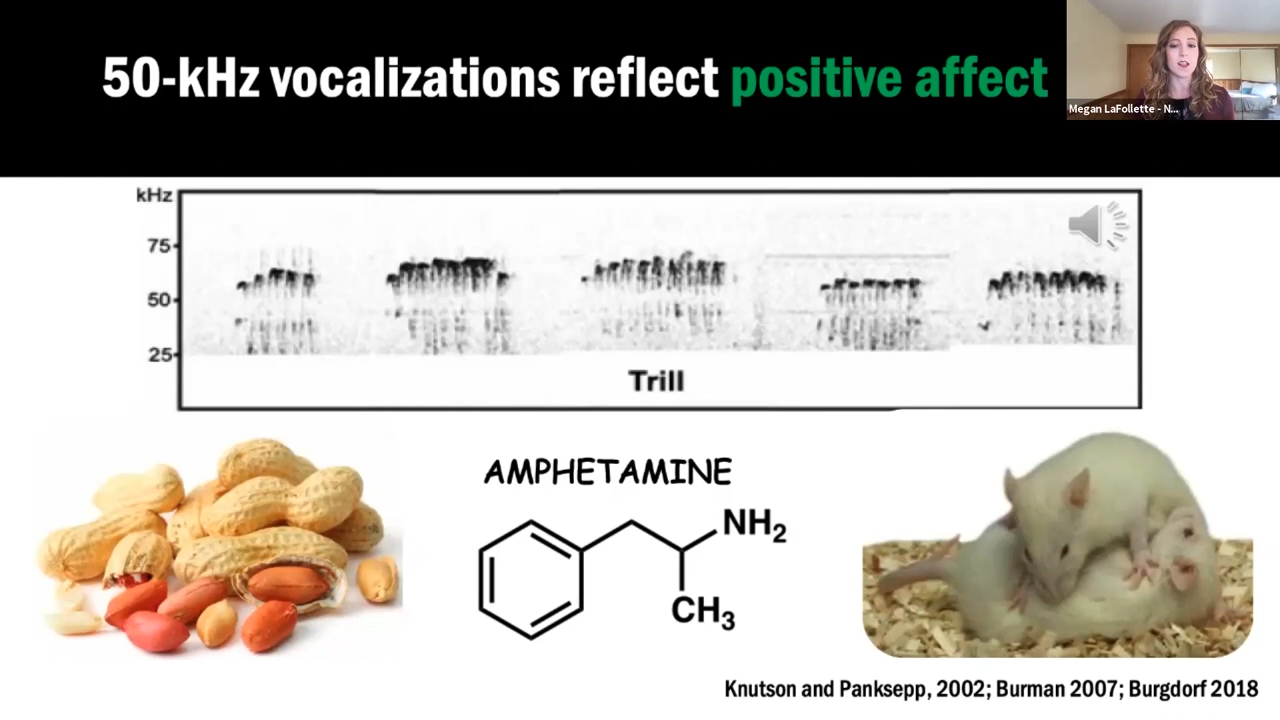 50-kHz vocalizations reflect positive affect
Megan LaFollette - N...
kHz
75
50
25
Trill
AMPHETAMINE
NH2
CH3
Knutson and Panksepp, 2002; Burman 2007; Burgdorf 2018